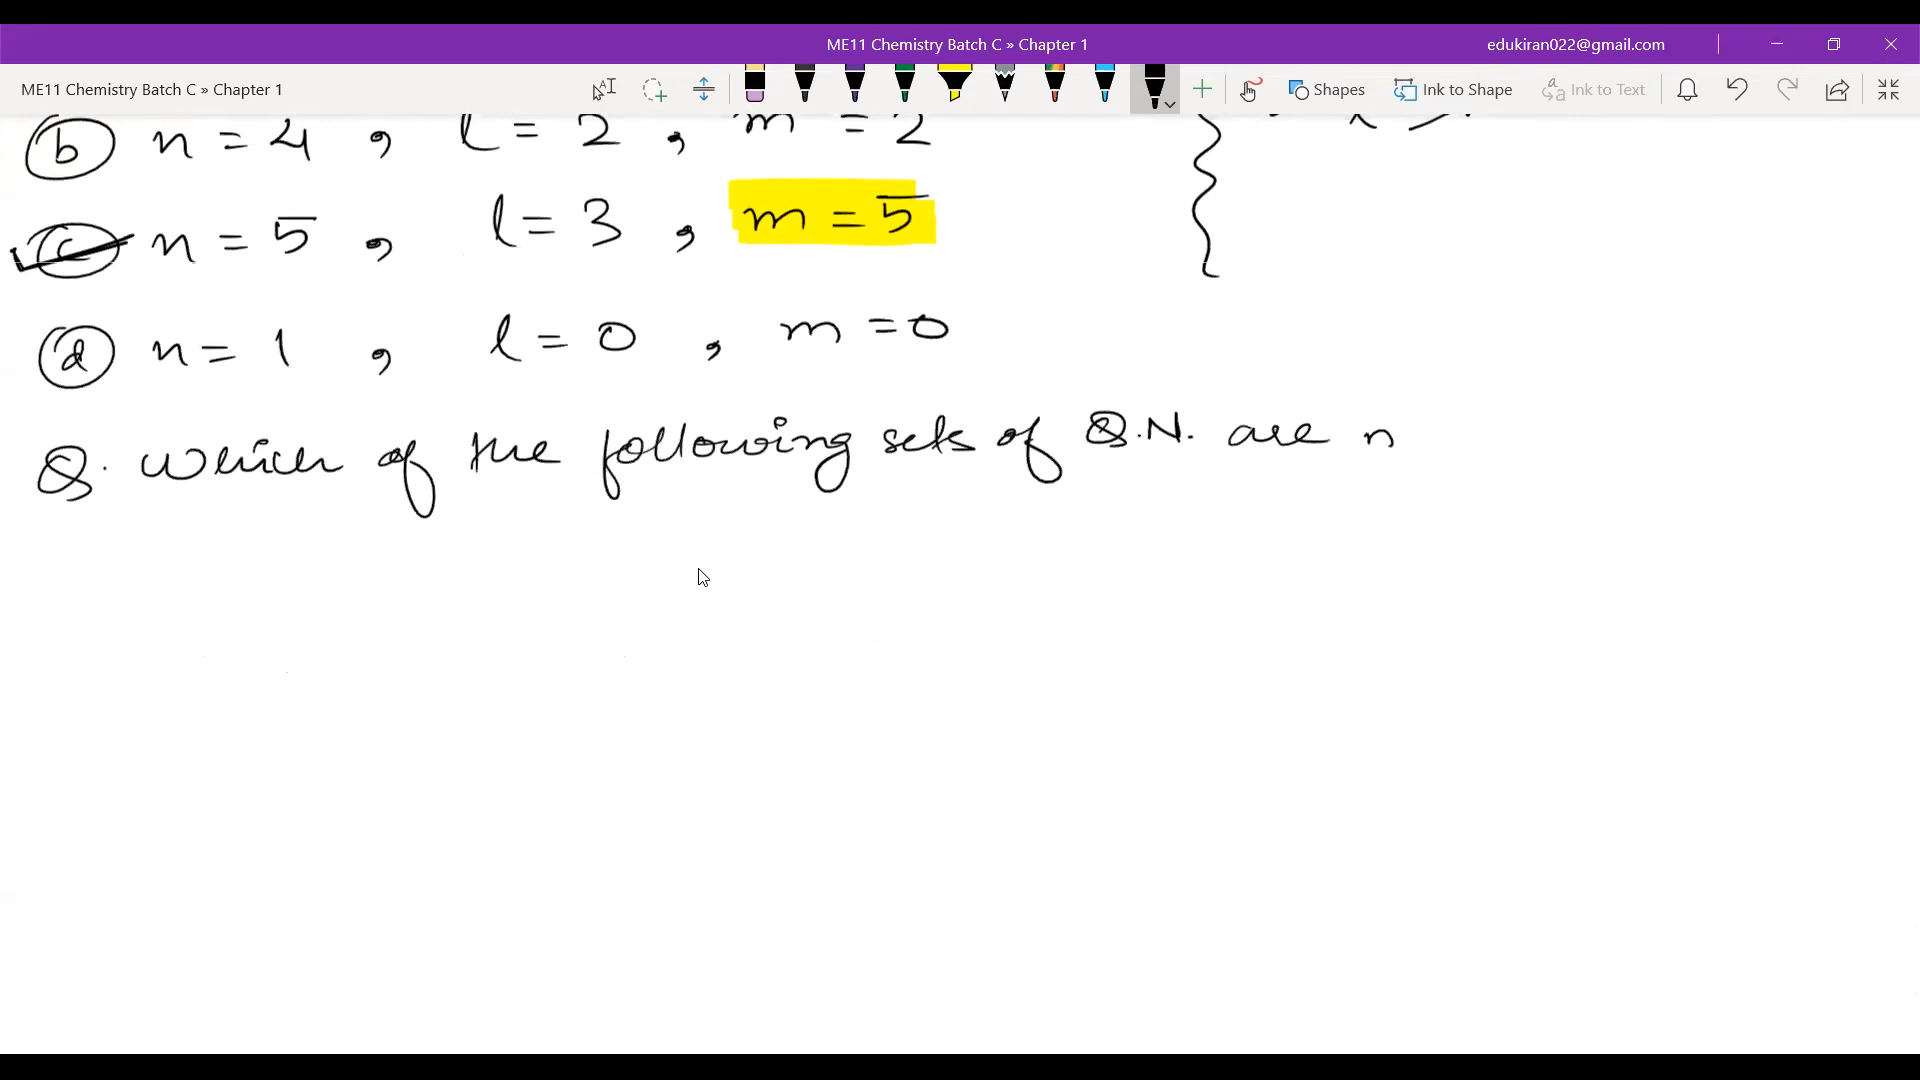 ME11 Chemistry Batch C » Chapter 1
edukiran022@gmail.com
ME11 Chemistry Batch C » Chapter 1
Shapes
Ink to Shape
Ink to Text
(b) n = 4 , l = 2 , m = 2
(c) n = 5 , l = 3 , m = 5
(d) n = 1 , l = 0 , m = 0
Q. Which of the following sets of Q.N. are n